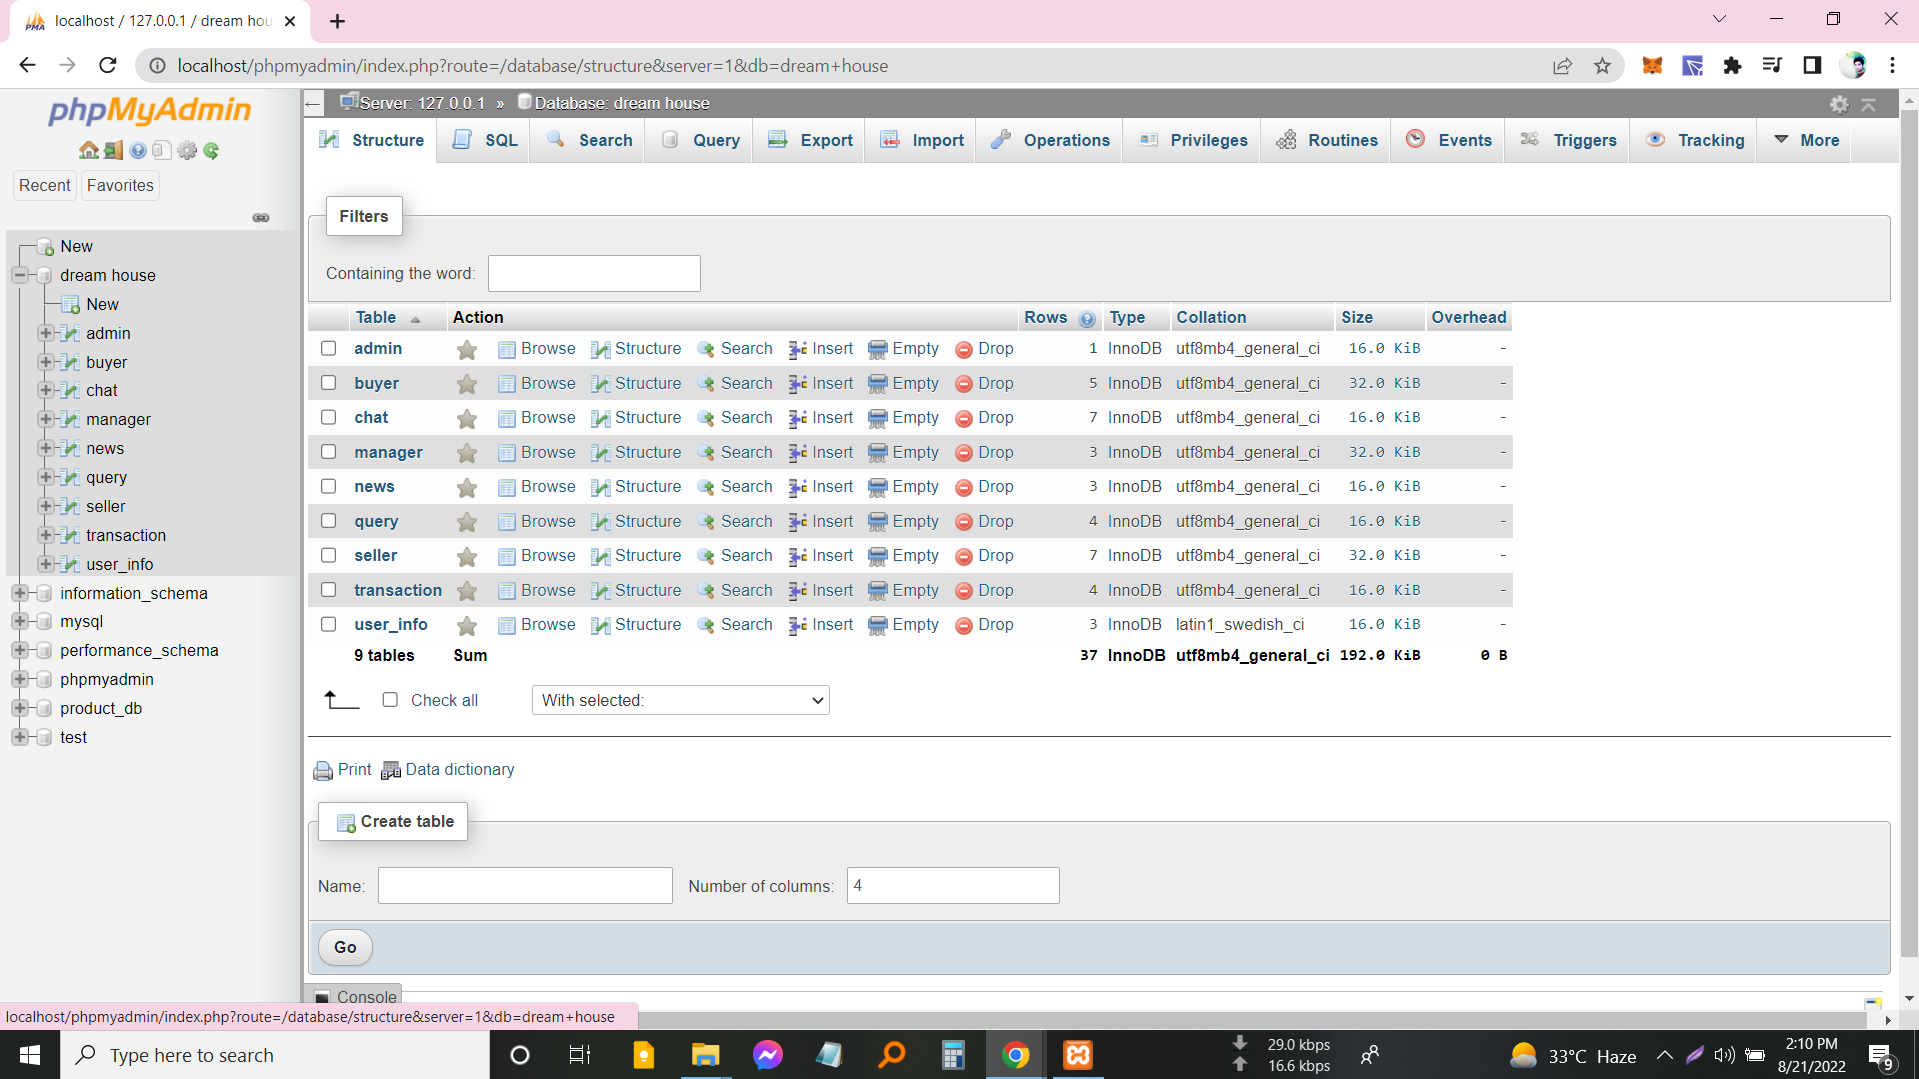 localhost / 127.0.0.1 / dream hou
localhost/phpmyadmin/index.php?route=/database/structure&server=1&db=dream+house
phpMyAdmin
Recent Favorites
New
dream house
New
admin
buyer
chat
manager
news
query
seller
transaction
user_info
information_schema
mysql
performance_schema
phpmyadmin
product_db
test
Server: 127.0.0.1 » Database: dream house
Structure SQL Search Query Export Import Operations Privileges Routines Events Triggers Tracking More
Filters
Containing the word:
Table Action Rows Type Collation Size Overhead
admin Browse Structure Search Insert Empty Drop 1 InnoDB utf8mb4_general_ci 16.0 KiB -
buyer Browse Structure Search Insert Empty Drop 5 InnoDB utf8mb4_general_ci 32.0 KiB -
chat Browse Structure Search Insert Empty Drop 7 InnoDB utf8mb4_general_ci 16.0 KiB -
manager Browse Structure Search Insert Empty Drop 3 InnoDB utf8mb4_general_ci 32.0 KiB -
news Browse Structure Search Insert Empty Drop 3 InnoDB utf8mb4_general_ci 16.0 KiB -
query Browse Structure Search Insert Empty Drop 4 InnoDB utf8mb4_general_ci 16.0 KiB -
seller Browse Structure Search Insert Empty Drop 7 InnoDB utf8mb4_general_ci 32.0 KiB -
transaction Browse Structure Search Insert Empty Drop 4 InnoDB utf8mb4_general_ci 16.0 KiB -
user_info Browse Structure Search Insert Empty Drop 3 InnoDB latin1_swedish_ci 16.0 KiB -
9 tables Sum 37 InnoDB utf8mb4_general_ci 192.0 KiB 0 B
Check all With selected:
Print Data dictionary
Create table
Name: Number of columns: 4
Go
Console
localhost/phpmyadmin/index.php?route=/database/structure&server=1&db=dream+house
Type here to search
29.0 kbps
16.6 kbps
33°C Haze
2:10 PM
8/21/2022
9